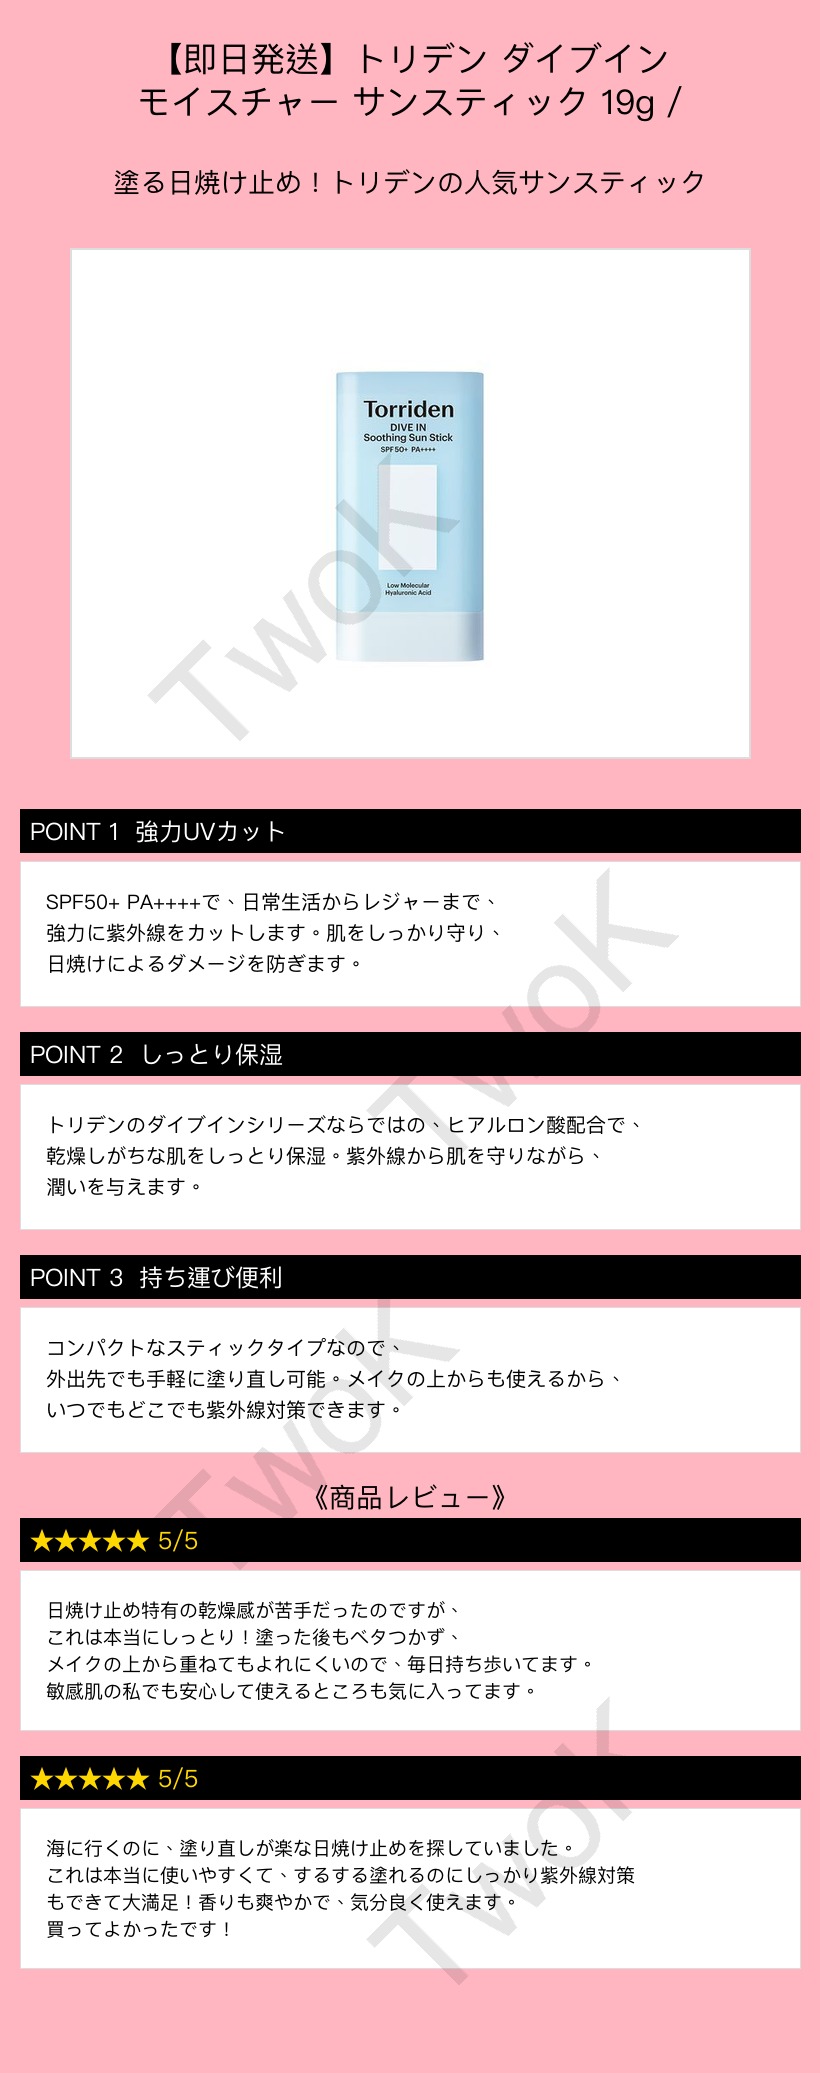 【即日発送】トリデン ダイブイン
モイスチャー サンスティック 19g /
塗る日焼け止め！トリデンの人気サンスティック
Torriden
DIVE IN
Soothing Sun Stick
SPF50+ PA++++
Low Molecular
Hyaluronic Acid
TwoK
POINT 1 強力UVカット
SPF50+ PA++++で、日常生活からレジャーまで、
強力に紫外線をカットします。肌をしっかり守り、
日焼けによるダメージを防ぎます。
TwoK
POINT 2 しっとり保湿
トリデンのダイブインシリーズならではの、ヒアルロン酸配合で、
乾燥しがちな肌をしっとり保湿。紫外線から肌を守りながら、
潤いを与えます。
POINT 3 持ち運び便利
コンパクトなスティックタイプなので、
外出先でも手軽に塗り直し可能。メイクの上からも使えるから、
いつでもどこでも紫外線対策できます。
TwoK
《商品レビュー》
★★★★★ 5/5
日焼け止め特有の乾燥感が苦手だったのですが、
これは本当にしっとり！塗った後もベタつかず、
メイクの上から重ねてもよれにくいので、毎日持ち歩いてます。
敏感肌の私でも安心して使えるところも気に入ってます。
★★★★★ 5/5
海に行くのに、塗り直しが楽な日焼け止めを探していました。
これは本当に使いやすくて、するする塗れるのにしっかり紫外線対策
もできて大満足！香りも爽やかで、気分良く使えます。
買ってよかったです！
TwoK